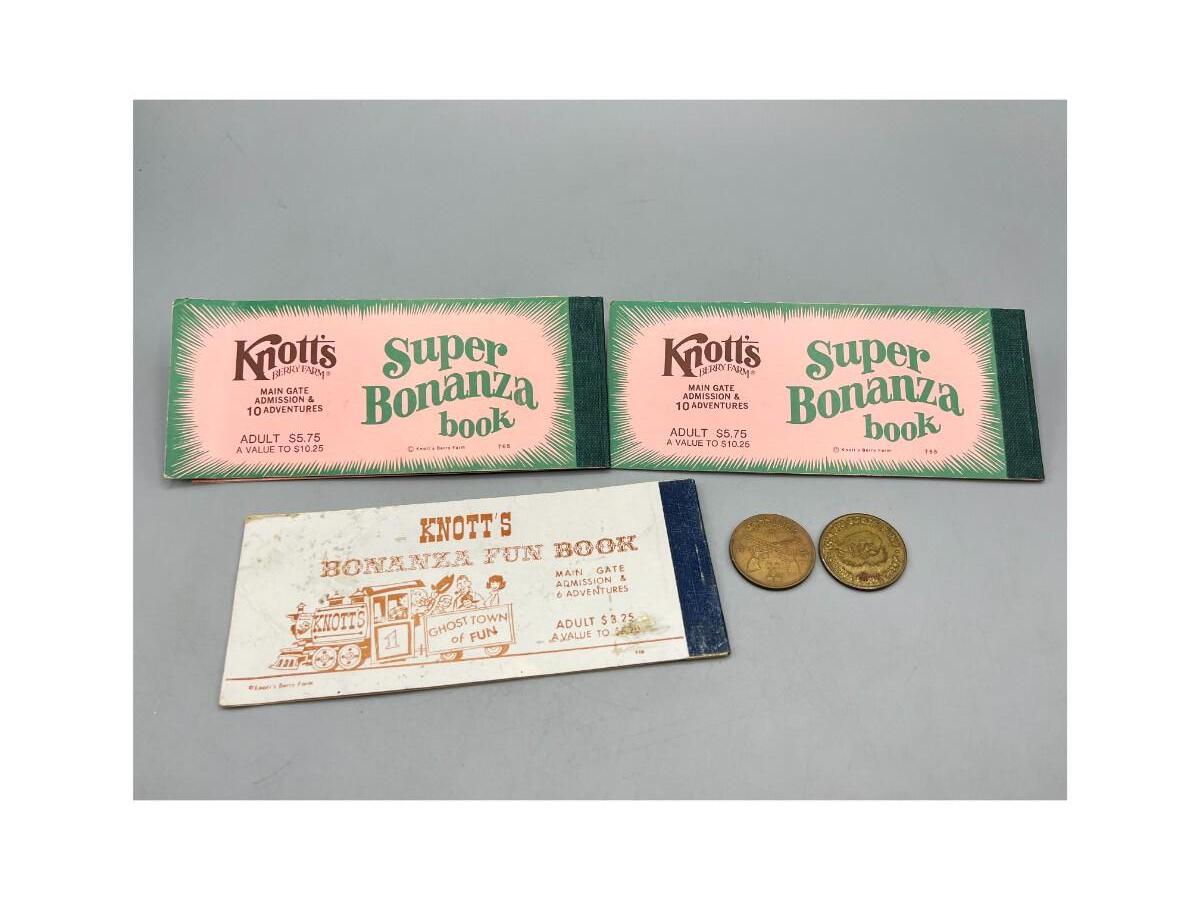 Knott's
BERRY FARM®
MAIN GATE
ADMISSION &
10 ADVENTURES
ADULT $5.75
A VALUE TO $10.25
Super
Bonanza
book
© Knott's Berry Farm 765
Knott's
BERRY FARM®
MAIN GATE
ADMISSION &
10 ADVENTURES
ADULT $5.75
A VALUE TO $10.25
Super
Bonanza
book
© Knott's Berry Farm
KNOTT'S
BONANZA FUN BOOK
MAIN GATE
ADMISSION &
6 ADVENTURES
ADULT $3.25
A VALUE TO
KNOTT'S
1
GHOST TOWN
of FUN
© Knott's Berry Farm